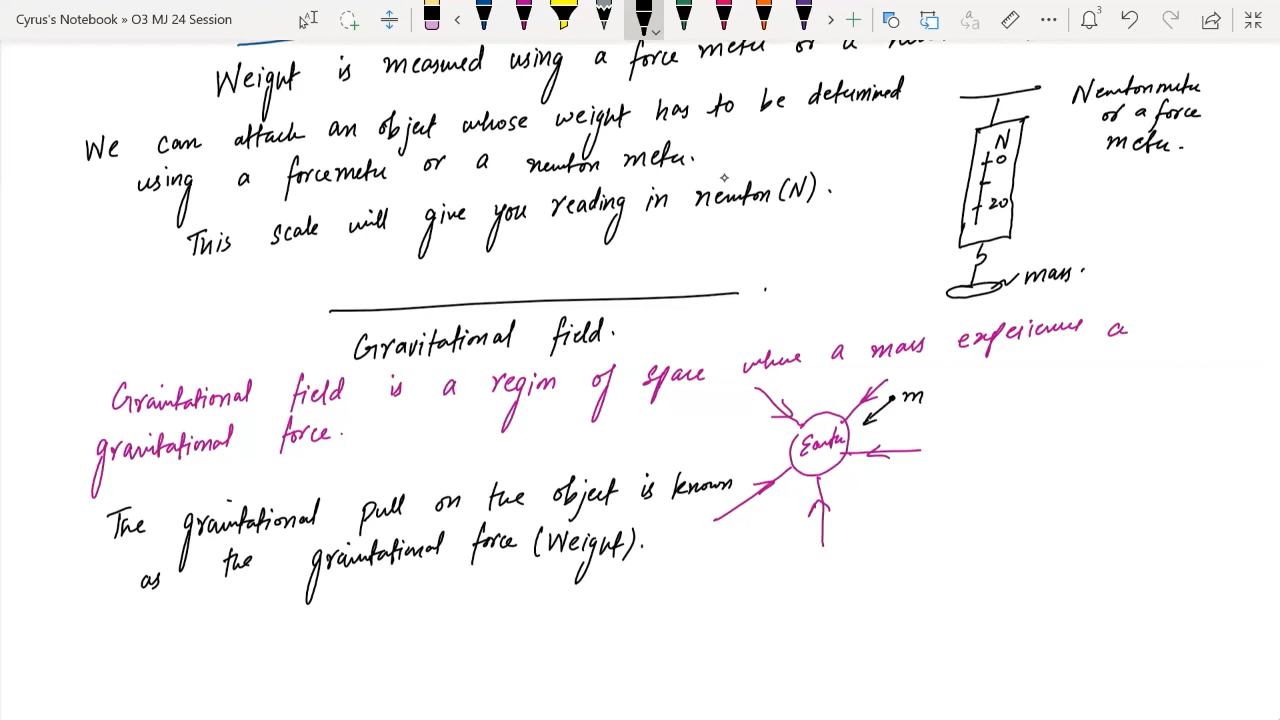 Cyrus's Notebook » O3 MJ 24 Session
3
Weight is measured using a force meter or a
We can attach an object whose weight has to be determined
using a forcemeter or a newton meter.
This scale will give you reading in newton (N).
Newtonmeter
or a force
meter.
N
0
20
mass.
Gravitational field.
Gravitational field is a region of space where a mass experience a
gravitational force.
m
Earth
The gravitational pull on the object is known
as the gravitational force (Weight).